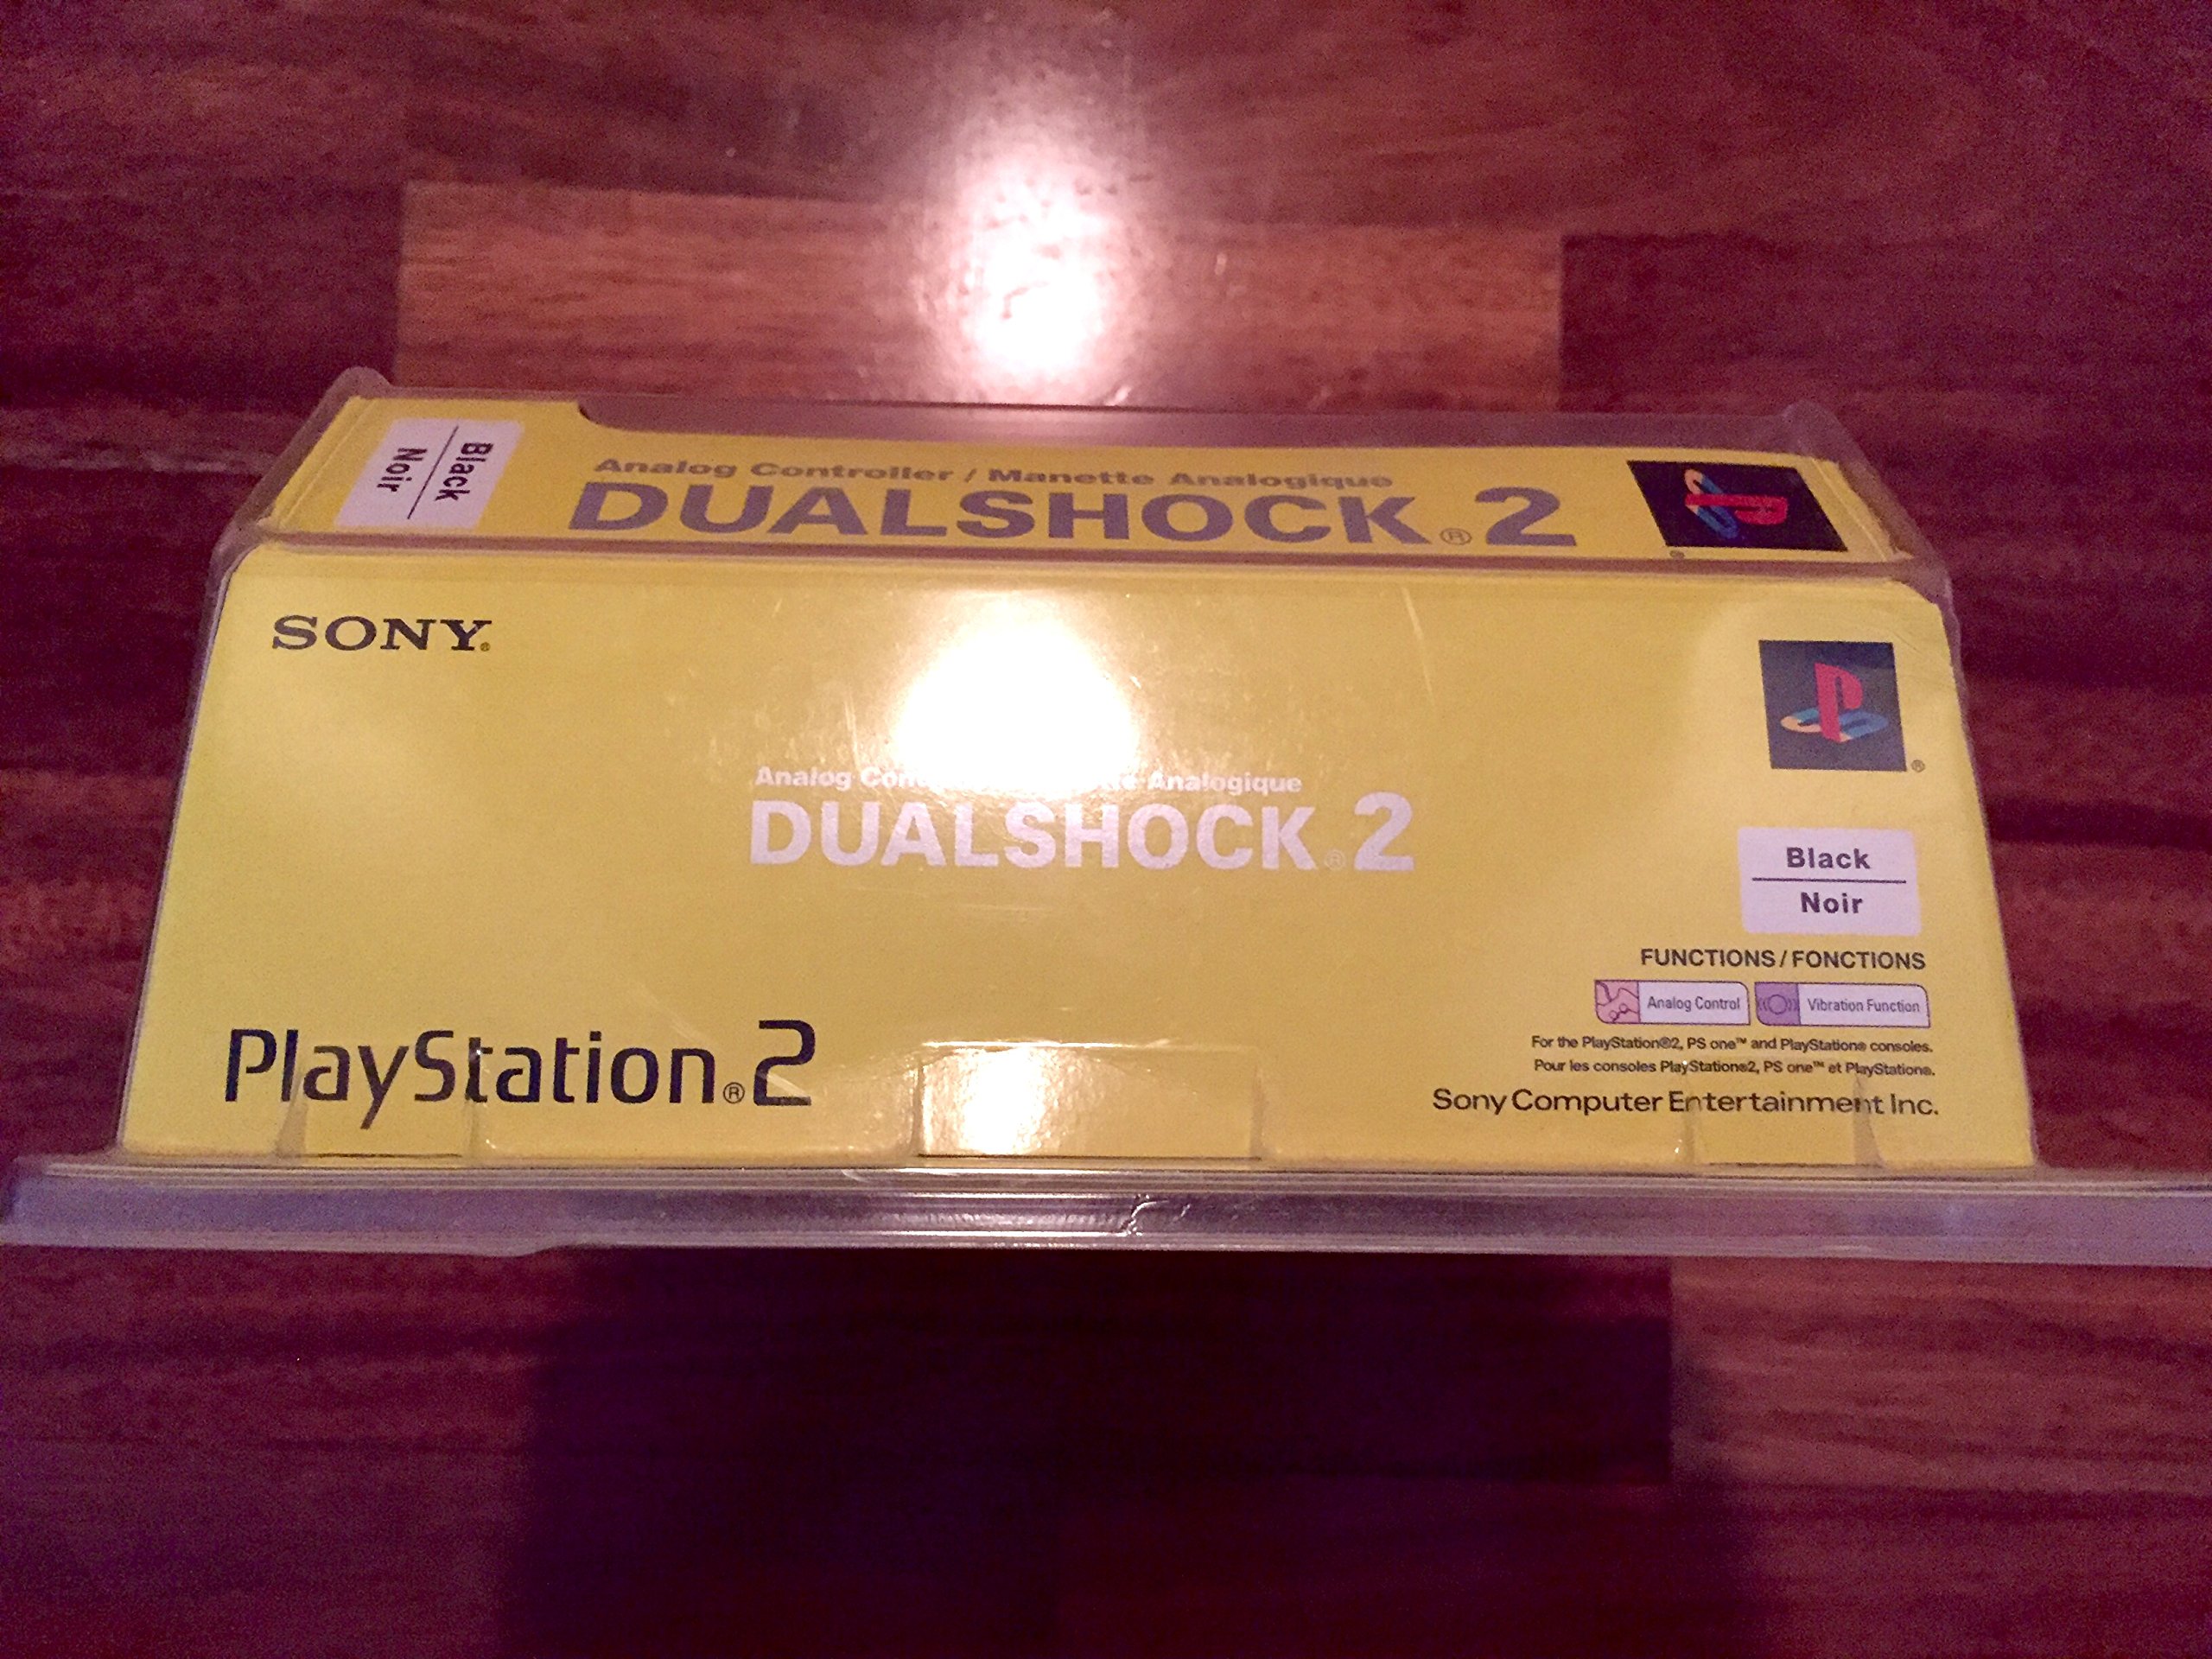 Black
Noir
Analog Controller / Manette Analogique
DUALSHOCK®2
®
SONY®
®
Analog Analogique
DUALSHOCK®2
Black
Noir
FUNCTIONS / FONCTIONS
Analog Control
Vibration Function
For the PlayStation®2, PS one™ and PlayStation® consoles.
Pour les consoles PlayStation®2, PS one™ et PlayStation®.
PlayStation®2
Sony Computer Entertainment Inc.